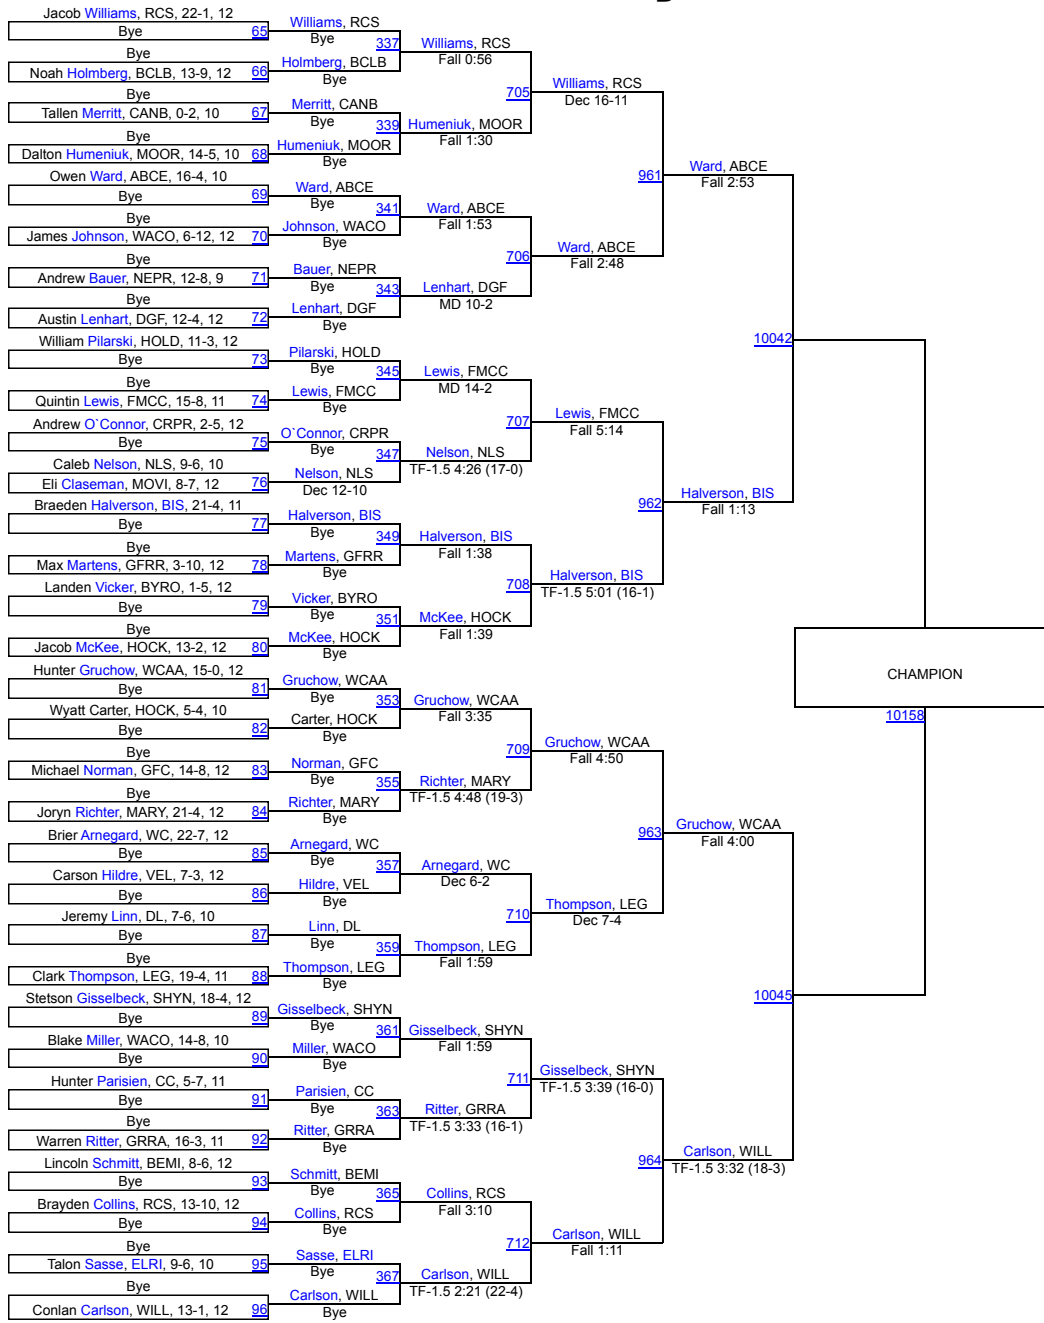 Jacob Williams, RCS, 22-1, 12
Bye
65
Bye
Noah Holmberg, BCLB, 13-9, 12
66
Bye
Tallen Merritt, CANB, 0-2, 10
67
Bye
Dalton Humeniuk, MOOR, 14-5, 10
68
Owen Ward, ABCE, 16-4, 10
Bye
69
Bye
James Johnson, WACO, 6-12, 12
70
Bye
Andrew Bauer, NEPR, 12-8, 9
71
Bye
Austin Lenhart, DGF, 12-4, 12
72
William Pilarski, HOLD, 11-3, 12
Bye
73
Bye
Quintin Lewis, FMCC, 15-8, 11
74
Andrew O`Connor, CRPR, 2-5, 12
Bye
75
Caleb Nelson, NLS, 9-6, 10
Eli Claseman, MOVI, 8-7, 12
76
Braeden Halverson, BIS, 21-4, 11
Bye
77
Bye
Max Martens, GFRR, 3-10, 12
78
Landen Vicker, BYRO, 1-5, 12
Bye
79
Bye
Jacob McKee, HOCK, 13-2, 12
80
Hunter Gruchow, WCAA, 15-0, 12
Bye
81
Wyatt Carter, HOCK, 5-4, 10
Bye
82
Bye
Michael Norman, GFC, 14-8, 12
83
Bye
Joryn Richter, MARY, 21-4, 12
84
Brier Arnegard, WC, 22-7, 12
Bye
85
Carson Hildre, VEL, 7-3, 12
Bye
86
Jeremy Linn, DL, 7-6, 10
Bye
87
Bye
Clark Thompson, LEG, 19-4, 11
88
Stetson Gisselbeck, SHYN, 18-4, 12
Bye
89
Blake Miller, WACO, 14-8, 10
Bye
90
Hunter Parisien, CC, 5-7, 11
Bye
91
Bye
Warren Ritter, GRRA, 16-3, 11
92
Lincoln Schmitt, BEMI, 8-6, 12
Bye
93
Brayden Collins, RCS, 13-10, 12
Bye
94
Bye
Talon Sasse, ELRI, 9-6, 10
95
Bye
Conlan Carlson, WILL, 13-1, 12
96
Williams, RCS
Bye
337
Holmberg, BCLB
Bye
Merritt, CANB
Bye
339
Humeniuk, MOOR
Bye
Ward, ABCE
Bye
341
Johnson, WACO
Bye
Bauer, NEPR
Bye
343
Lenhart, DGF
Bye
Pilarski, HOLD
Bye
345
Lewis, FMCC
Bye
O`Connor, CRPR
Bye
347
Nelson, NLS
Dec 12-10
Halverson, BIS
Bye
349
Martens, GFRR
Bye
Vicker, BYRO
Bye
351
McKee, HOCK
Bye
Gruchow, WCAA
Bye
353
Carter, HOCK
Bye
Norman, GFC
Bye
355
Richter, MARY
Bye
Arnegard, WC
Bye
357
Hildre, VEL
Bye
Linn, DL
Bye
359
Thompson, LEG
Bye
Gisselbeck, SHYN
Bye
361
Miller, WACO
Bye
Parisien, CC
Bye
363
Ritter, GRRA
Bye
Schmitt, BEMI
Bye
365
Collins, RCS
Bye
Sasse, ELRI
Bye
367
Carlson, WILL
Bye
Williams, RCS
Fall 0:56
705
Humeniuk, MOOR
Fall 1:30
Ward, ABCE
Fall 1:53
706
Lenhart, DGF
MD 10-2
Lewis, FMCC
MD 14-2
707
Nelson, NLS
TF-1.5 4:26 (17-0)
Halverson, BIS
Fall 1:38
708
McKee, HOCK
Fall 1:39
Gruchow, WCAA
Fall 3:35
709
Richter, MARY
TF-1.5 4:48 (19-3)
Arnegard, WC
Dec 6-2
710
Thompson, LEG
Fall 1:59
Gisselbeck, SHYN
Fall 1:59
711
Ritter, GRRA
TF-1.5 3:33 (16-1)
Collins, RCS
Fall 3:10
712
Carlson, WILL
TF-1.5 2:21 (22-4)
Williams, RCS
Dec 16-11
961
Ward, ABCE
Fall 2:48
Lewis, FMCC
Fall 5:14
962
Halverson, BIS
TF-1.5 5:01 (16-1)
Gruchow, WCAA
Fall 4:50
963
Thompson, LEG
Dec 7-4
Gisselbeck, SHYN
TF-1.5 3:39 (16-0)
964
Carlson, WILL
Fall 1:11
Ward, ABCE
Fall 2:53
10042
Halverson, BIS
Fall 1:13
Gruchow, WCAA
Fall 4:00
10045
Carlson, WILL
TF-1.5 3:32 (18-3)
CHAMPION
10158